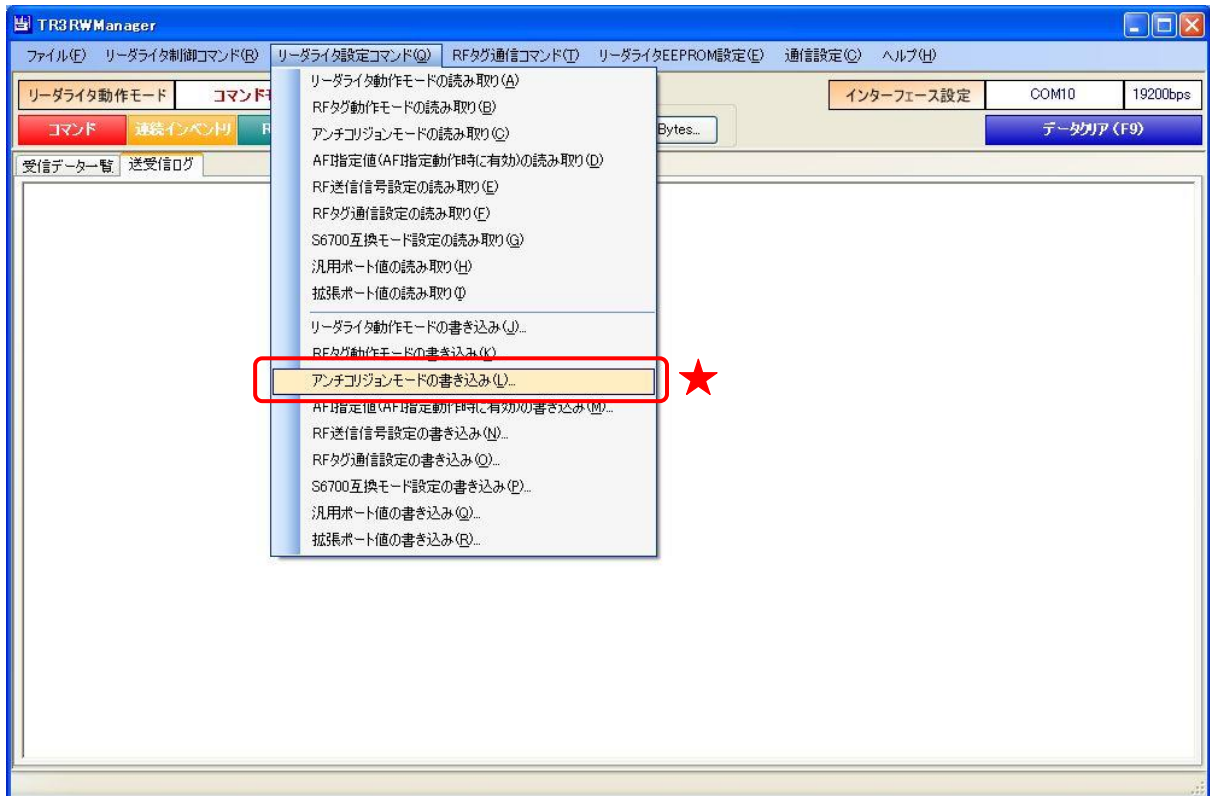 TR3RWManager
ファイル(F) リーダライタ制御コマンド(R) リーダライタ設定コマンド(Q) RFタグ通信コマンド(T) リーダライタEEPROM設定(E) 通信設定(C) ヘルプ(H)
リーダライタ動作モード コマンド インターフェース設定 COM10 19200bps
コマンド 連続インベントリ Bytes... データクリア(F9)
受信データ一覧 送受信ログ
リーダライタ動作モードの読み取り(A)
RFタグ動作モードの読み取り(B)
アンチコリジョンモードの読み取り(C)
AFI指定値(AFI指定動作時に有効)の読み取り(D)
RF送信信号設定の読み取り(E)
RFタグ通信設定の読み取り(F)
S6700互換モード設定の読み取り(G)
汎用ポート値の読み取り(H)
拡張ポート値の読み取り(I)
リーダライタ動作モードの書き込み(J)...
RFタグ動作モードの書き込み(K)...
アンチコリジョンモードの書き込み(L)...
AFI指定値(AFI指定動作時に有効)の書き込み(M)...
RF送信信号設定の書き込み(N)...
RFタグ通信設定の書き込み(O)...
S6700互換モード設定の書き込み(P)...
汎用ポート値の書き込み(Q)...
拡張ポート値の書き込み(R)...